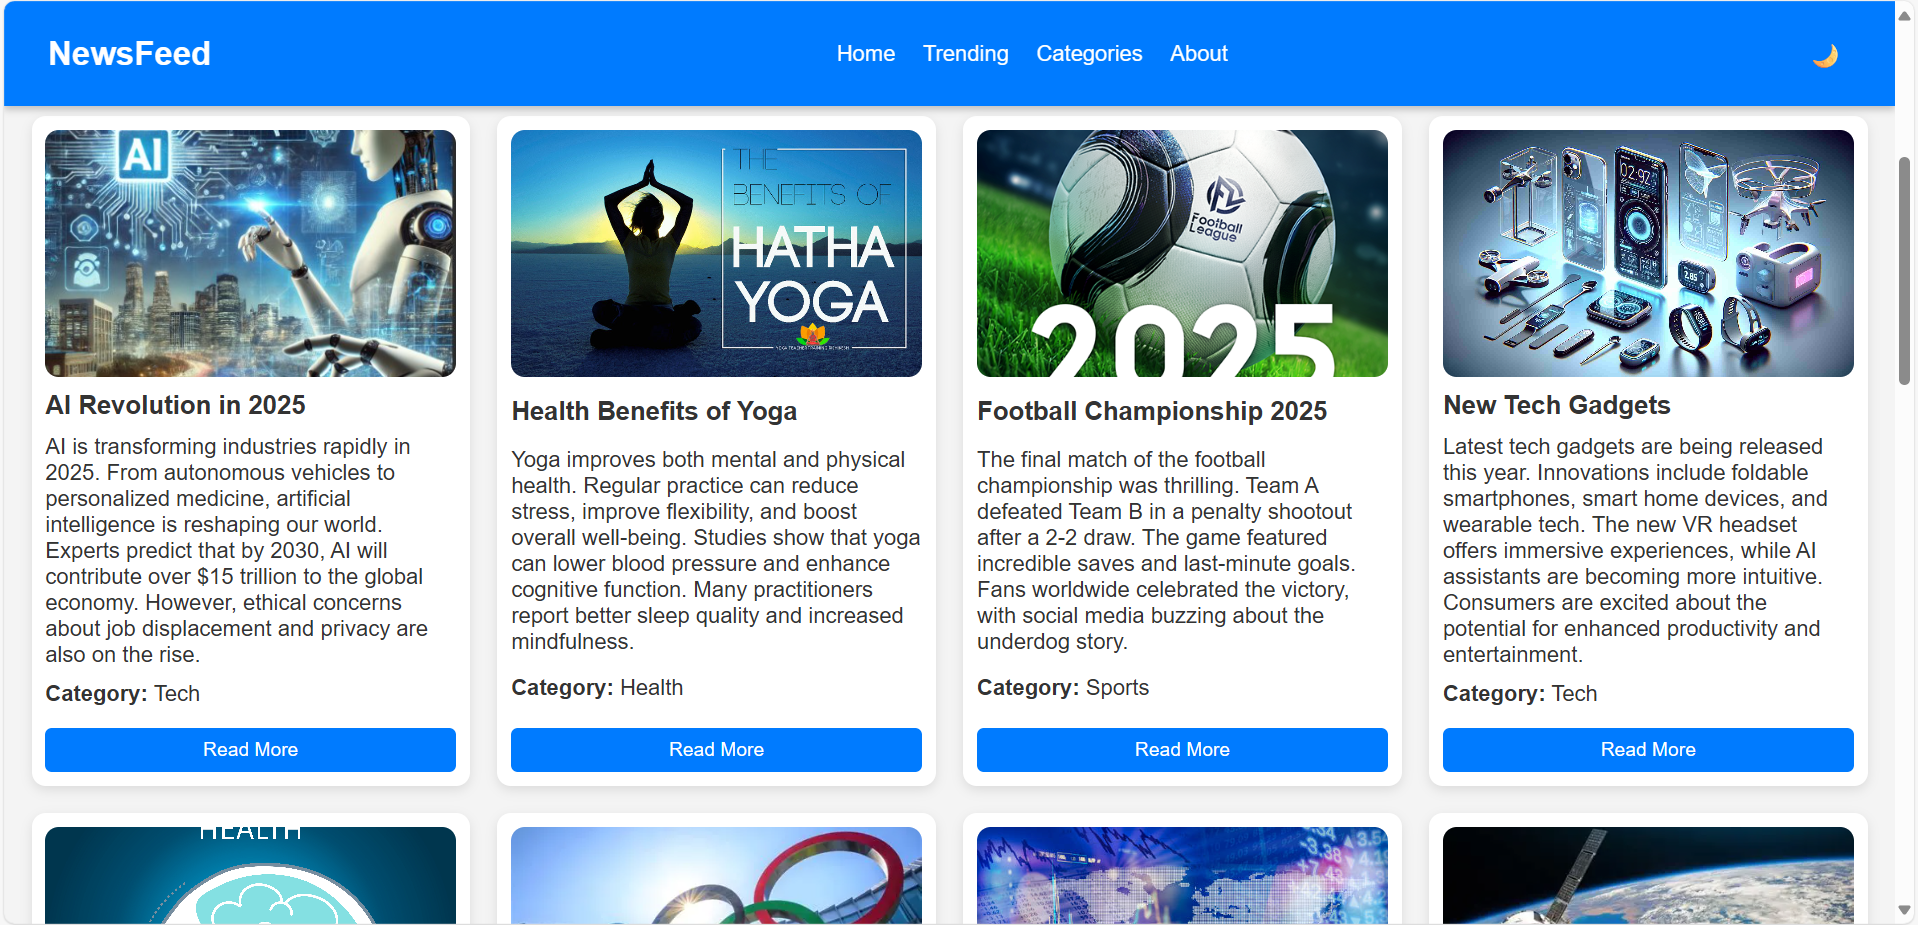 NewsFeed
Home
Trending
Categories
About
AI
AI Revolution in 2025
AI is transforming industries rapidly in
2025. From autonomous vehicles to
personalized medicine, artificial
intelligence is reshaping our world.
Experts predict that by 2030, AI will
contribute over $15 trillion to the global
economy. However, ethical concerns
about job displacement and privacy are
also on the rise.
Category: Tech
Read More
THE
BENEFITS OF
HATHA
YOGA
Health Benefits of Yoga
Yoga improves both mental and physical
health. Regular practice can reduce
stress, improve flexibility, and boost
overall well-being. Studies show that yoga
can lower blood pressure and enhance
cognitive function. Many practitioners
report better sleep quality and increased
mindfulness.
Category: Health
Read More
Football
League
2025
Football Championship 2025
The final match of the football
championship was thrilling. Team A
defeated Team B in a penalty shootout
after a 2-2 draw. The game featured
incredible saves and last-minute goals.
Fans worldwide celebrated the victory,
with social media buzzing about the
underdog story.
Category: Sports
Read More
New Tech Gadgets
Latest tech gadgets are being released
this year. Innovations include foldable
smartphones, smart home devices, and
wearable tech. The new VR headset
offers immersive experiences, while AI
assistants are becoming more intuitive.
Consumers are excited about the
potential for enhanced productivity and
entertainment.
Category: Tech
Read More
HEALTH